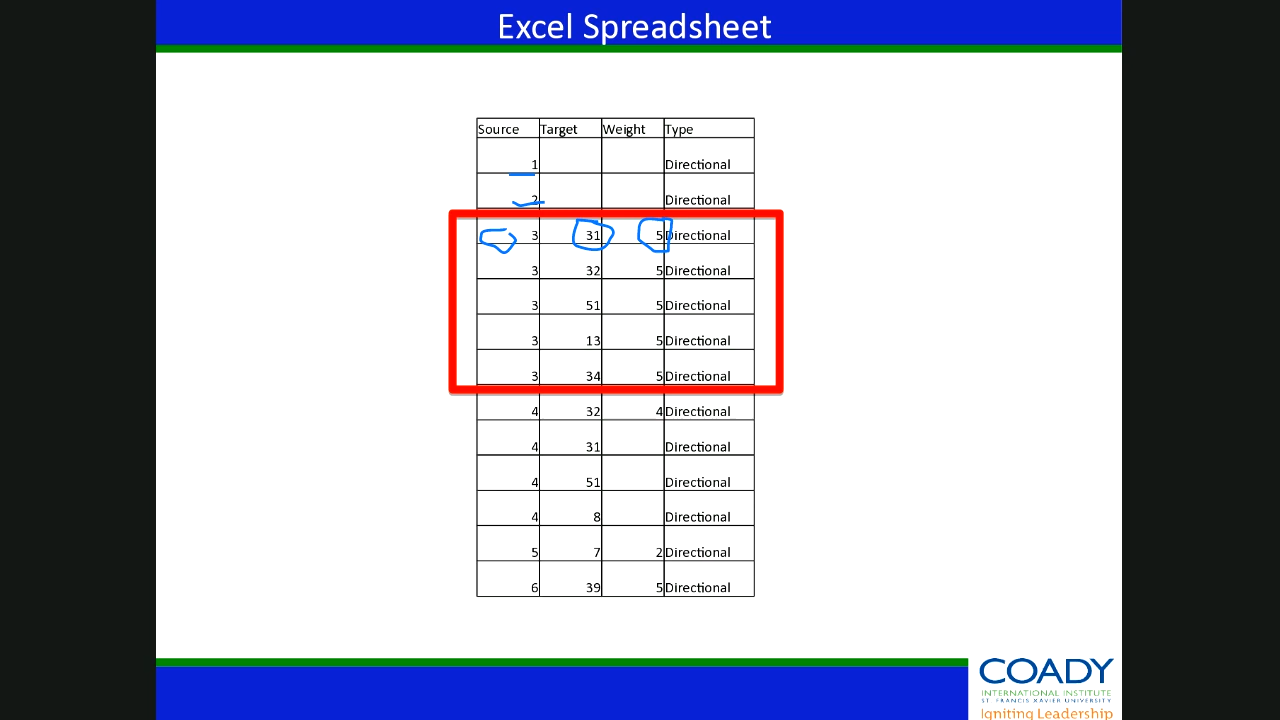 Excel Spreadsheet
Source Target Weight Type
1 Directional
2 Directional
3 31 5 Directional
3 32 5 Directional
3 51 5 Directional
3 13 5 Directional
3 34 5 Directional
4 32 4 Directional
4 31 Directional
4 51 Directional
4 8 Directional
5 7 2 Directional
6 39 5 Directional
COADY
INTERNATIONAL INSTITUTE
ST. FRANCIS XAVIER UNIVERSITY
Igniting Leadership